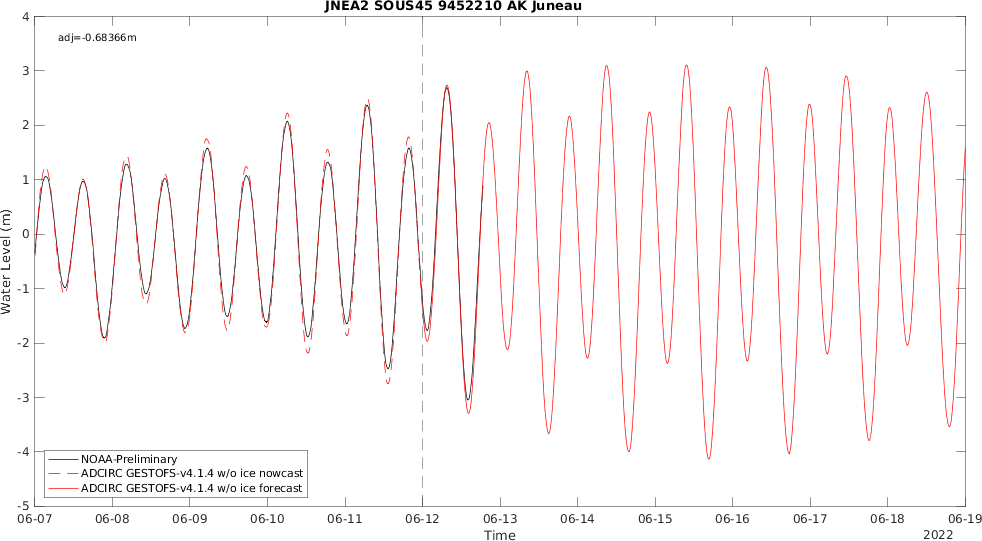 JNEA2 SOUS45 9452210 AK Juneau
adj=-0.68366m
4
3
2
1
0
-1
-2
-3
-4
-5
Water Level (m)
NOAA-Preliminary
ADCIRC GESTOFS-v4.1.4 w/o ice nowcast
ADCIRC GESTOFS-v4.1.4 w/o ice forecast
06-07 06-08 06-09 06-10 06-11 06-12 06-13 06-14 06-15 06-16 06-17 06-18 06-19
Time
2022